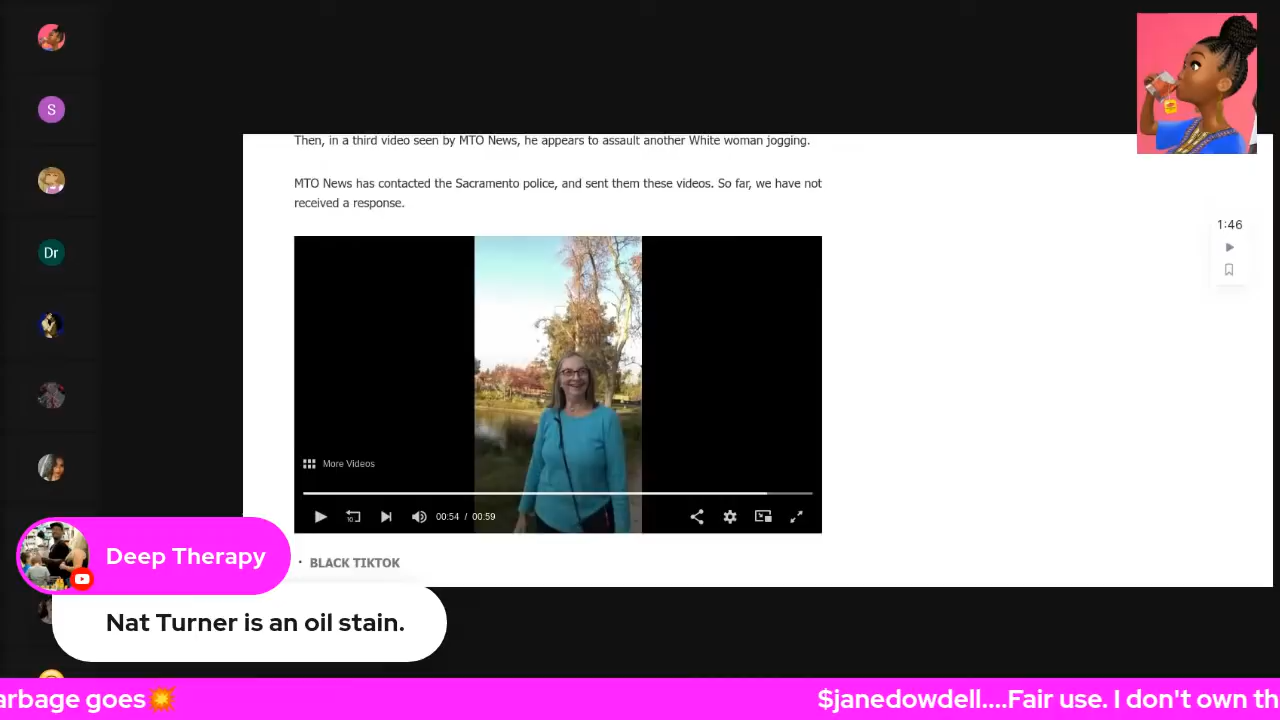 S
Dr
Then, in a third video seen by MTO News, he appears to assault another White woman jogging.
MTO News has contacted the Sacramento police, and sent them these videos. So far, we have not
received a response.
1:46
More Videos
10
00:54 / 00:59
• BLACK TIKTOK
Deep Therapy
Nat Turner is an oil stain.
arbage goes💥
$janedowdell....Fair use. I don't own th